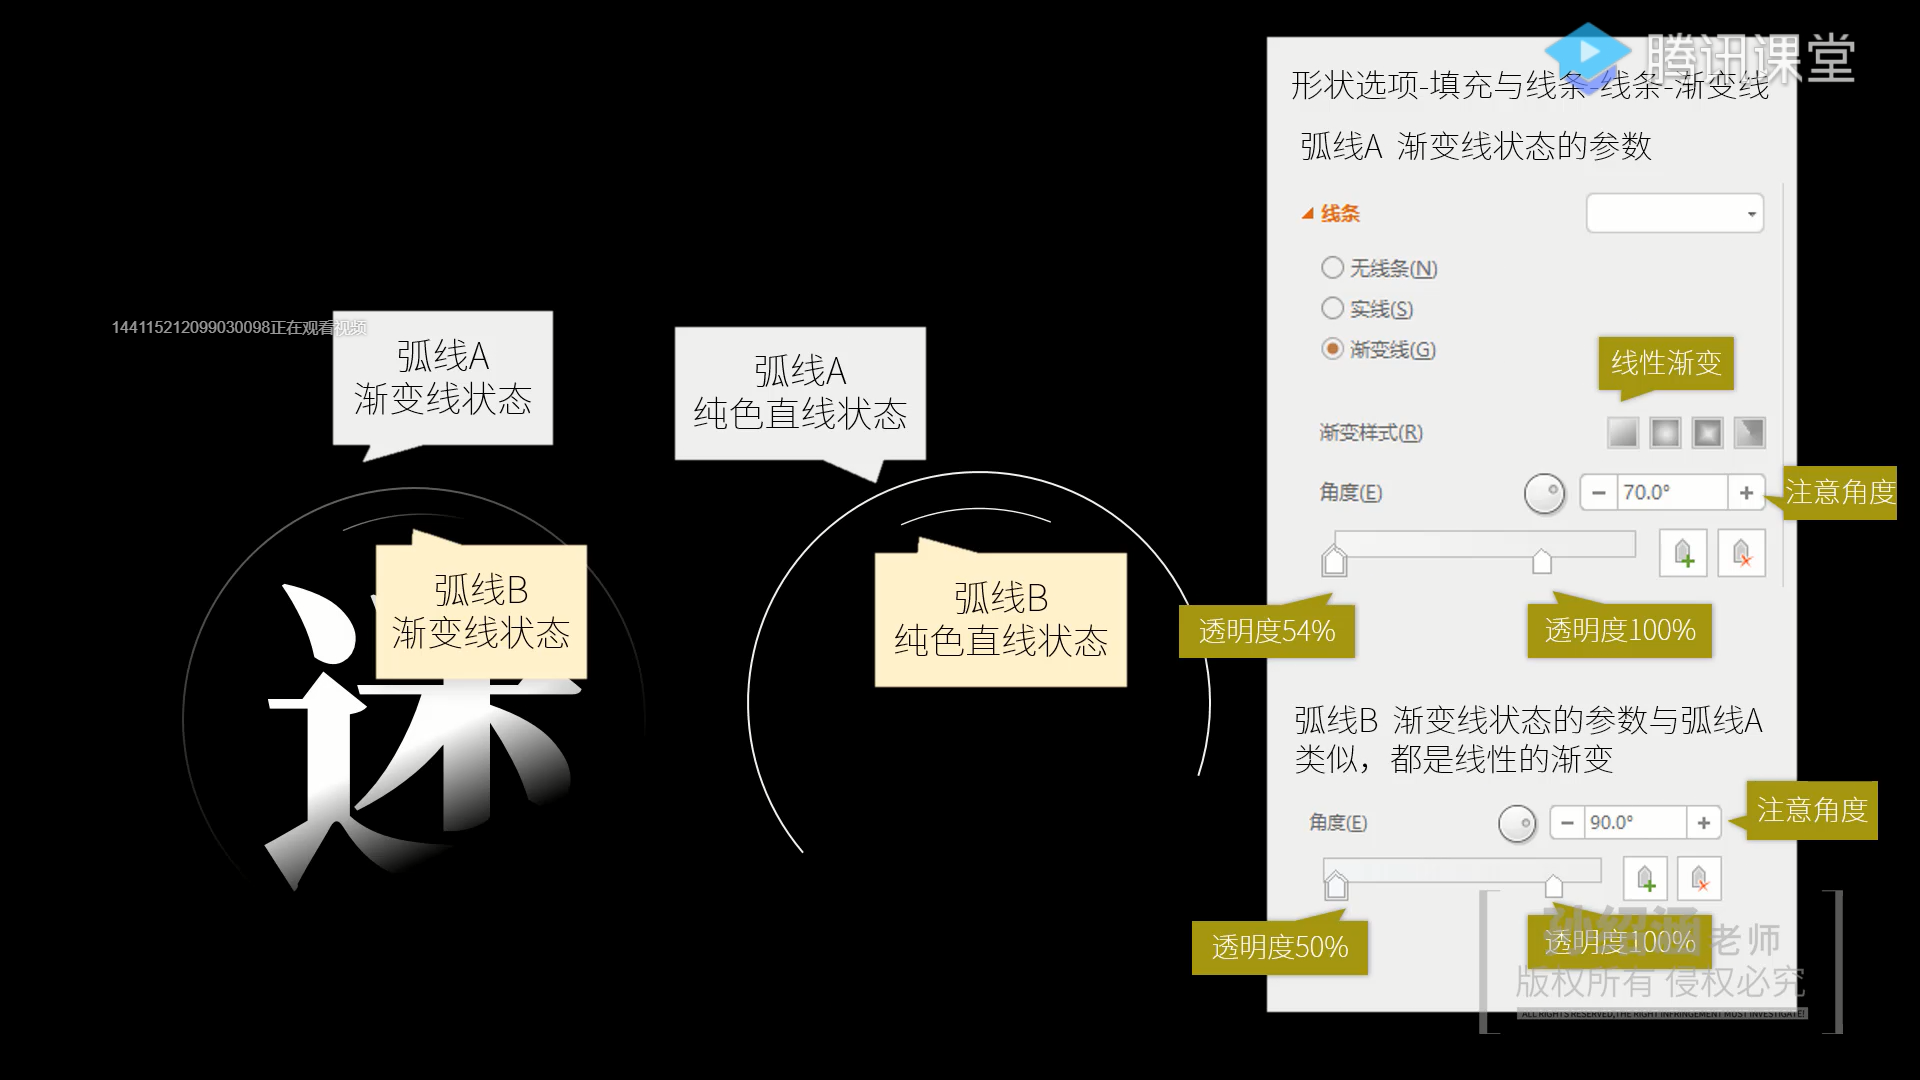 腾讯课堂
形状选项-填充与线条-线条-渐变线
弧线A 渐变线状态的参数
线条
无线条(N)
实线(S)
渐变线(G)
线性渐变
渐变样式(R)
角度(E)
70.0°
注意角度
透明度54%
透明度100%
弧线B 渐变线状态的参数与弧线A
类似，都是线性的渐变
角度(E)
90.0°
注意角度
透明度50%
透明度100%
144115212099030098正在观看视频
弧线A
渐变线状态
弧线A
纯色直线状态
弧线B
渐变线状态
弧线B
纯色直线状态
孙绍涵老师
版权所有 侵权必究
ALL RIGHTS RESERVED,THE RIGHT INFRINGEMENT MUST INVESTIGATE!